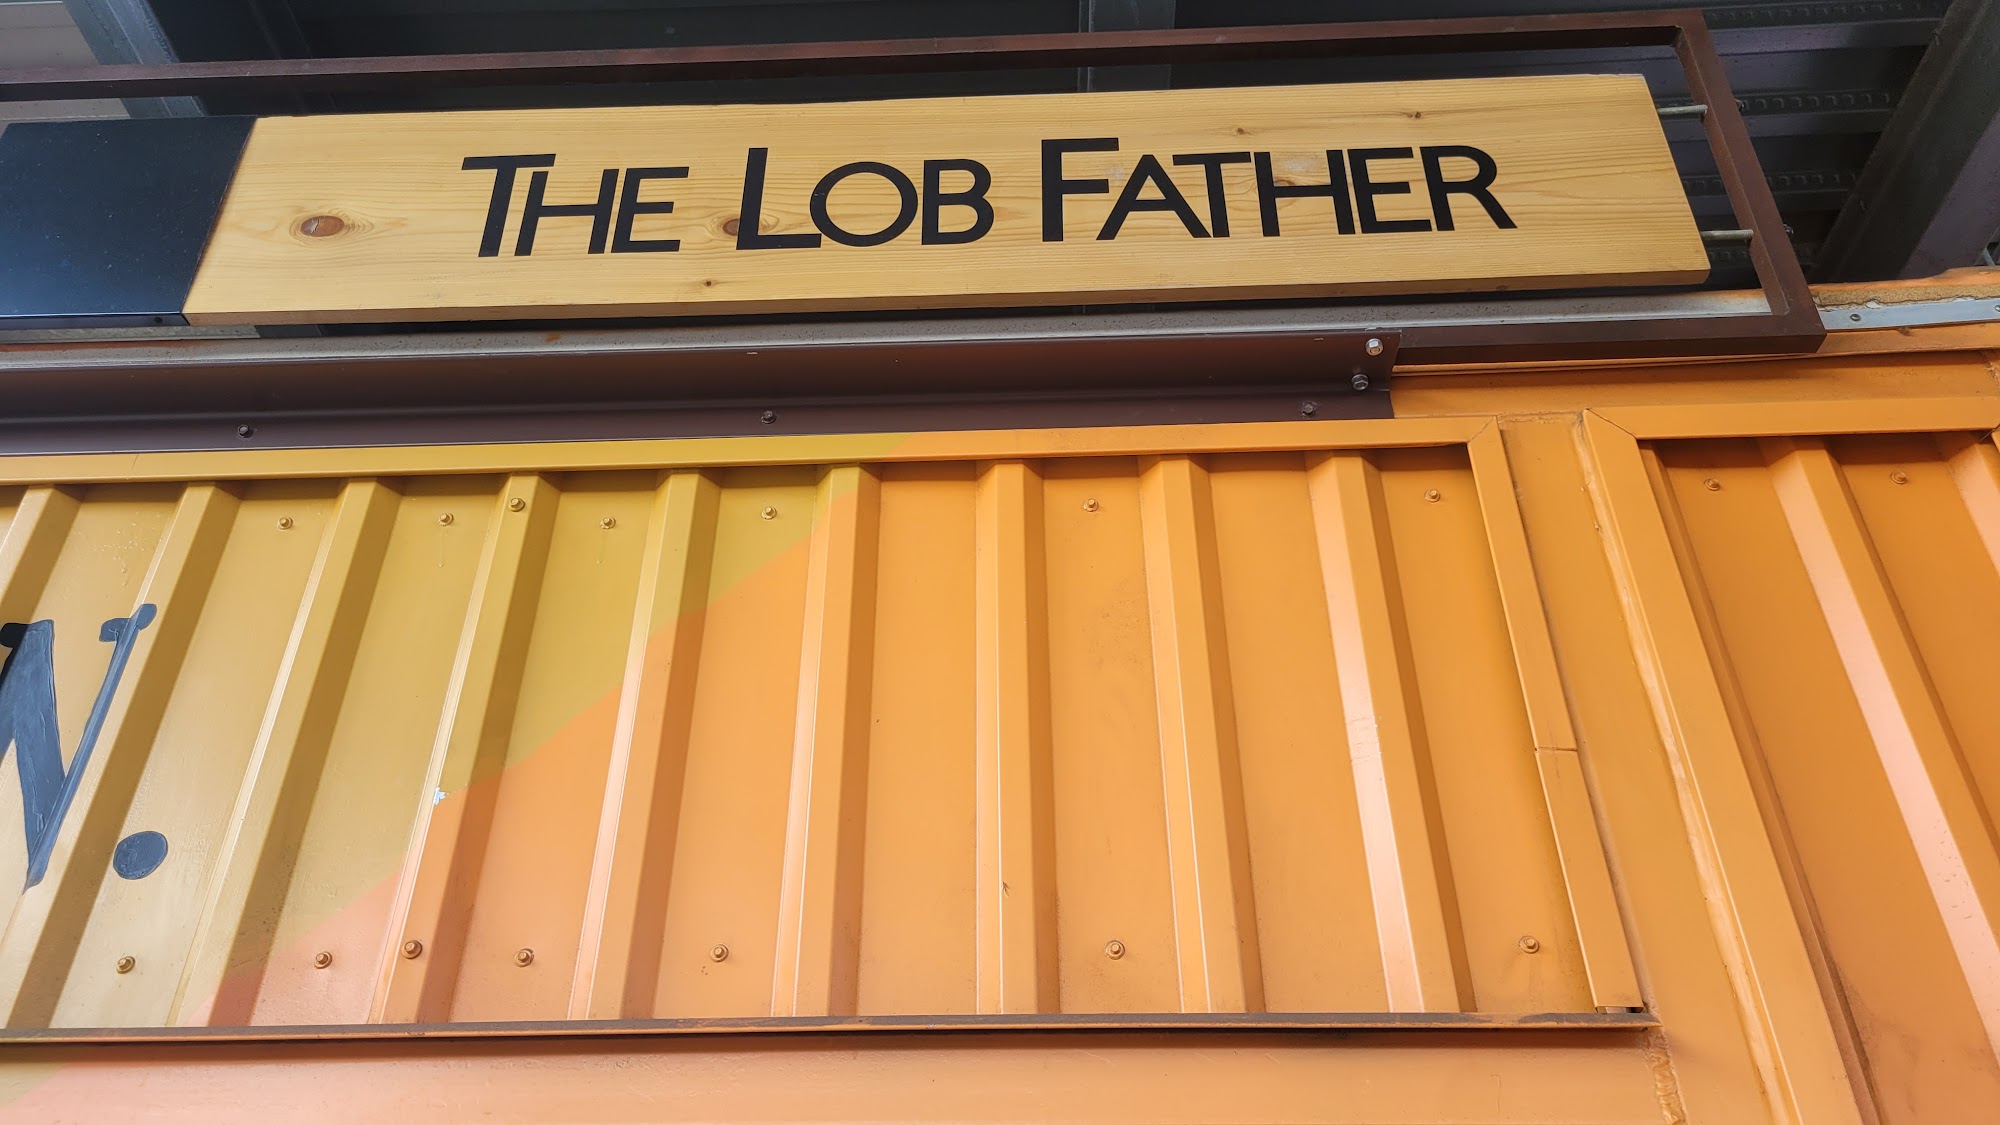 THE LOB FATHER
N.